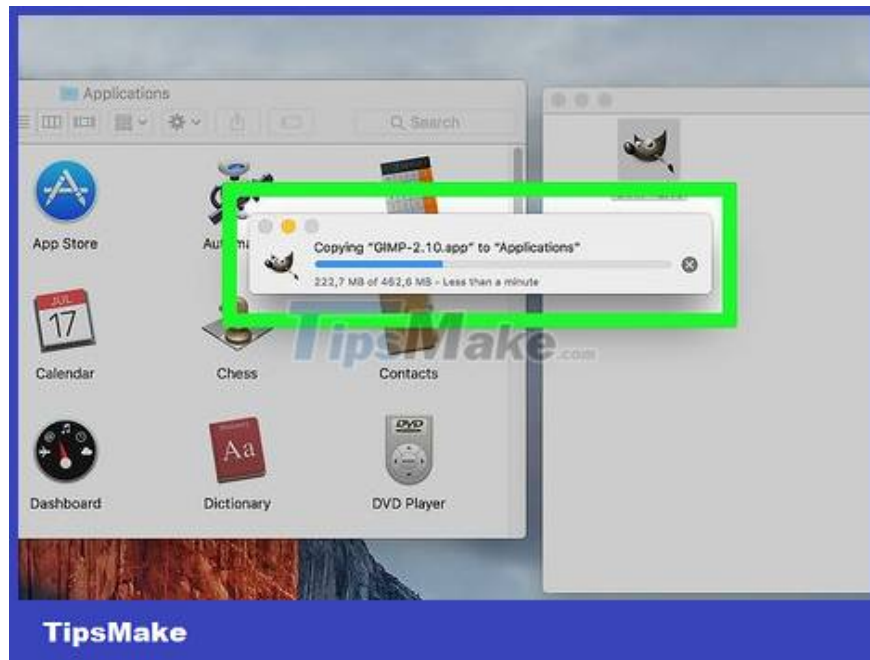 Applications
Search
App Store
Copying "GIMP-2.10.app" to "Applications"
222,7 MB of 462,6 MB - Less than a minute
TipsMake.com
JUL
17
Calendar
Chess
Contacts
Aa
DVD
Dashboard
Dictionary
DVD Player
TipsMake